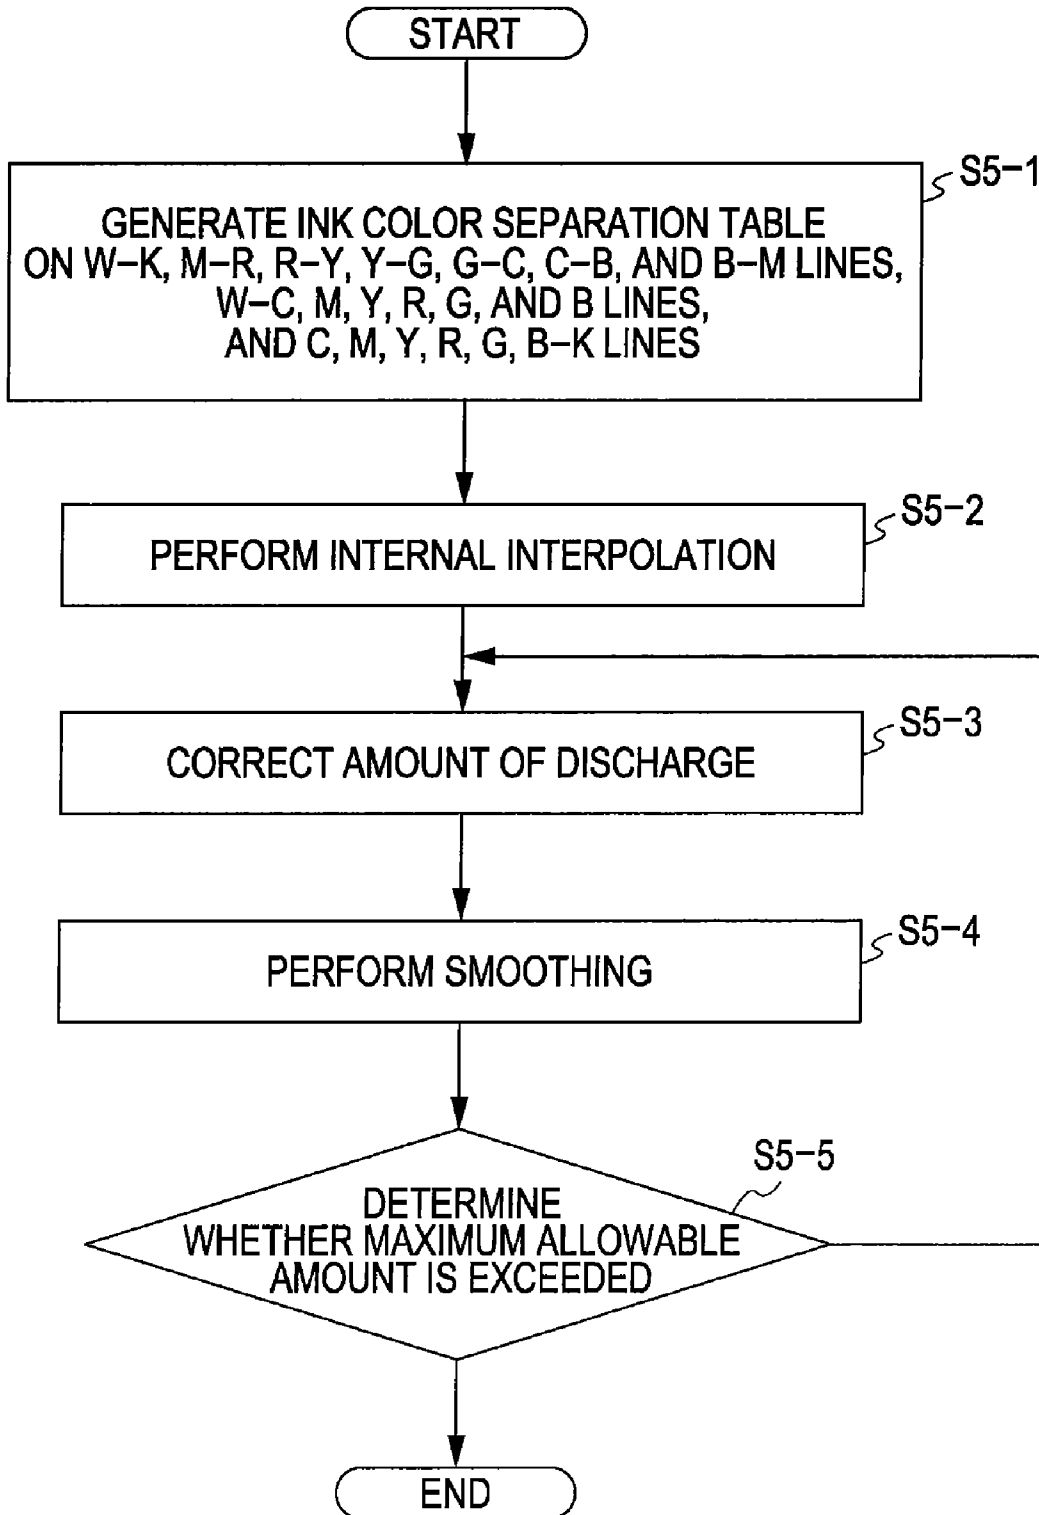 START
S5-1
GENERATE INK COLOR SEPARATION TABLE
ON W-K, M-R, R-Y, Y-G, G-C, C-B, AND B-M LINES,
W-C, M, Y, R, G, AND B LINES,
AND C, M, Y, R, G, B-K LINES
S5-2
PERFORM INTERNAL INTERPOLATION
S5-3
CORRECT AMOUNT OF DISCHARGE
S5-4
PERFORM SMOOTHING
S5-5
DETERMINE
WHETHER MAXIMUM ALLOWABLE
AMOUNT IS EXCEEDED
END